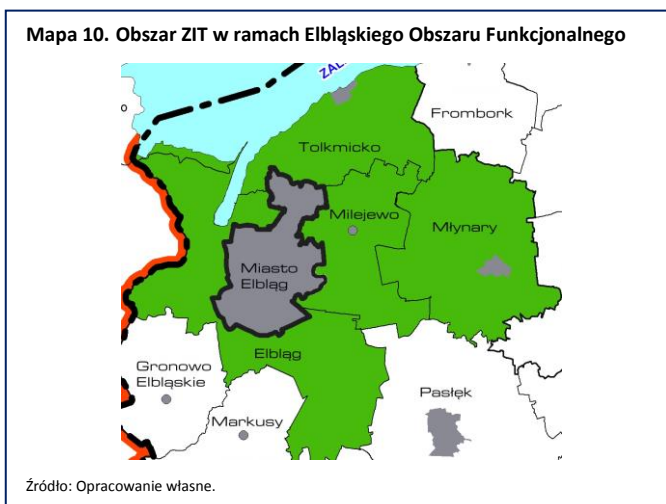 Mapa 10. Obszar ZIT w ramach Elbląskiego Obszaru Funkcjonalnego
ZAL
Frombork
Tolkmicko
Milejewo
Młynary
Miasto
Elbląg
Elbląg
Gronowo
Elbląskie
Pasłęk
Markusy
Źródło: Opracowanie własne.